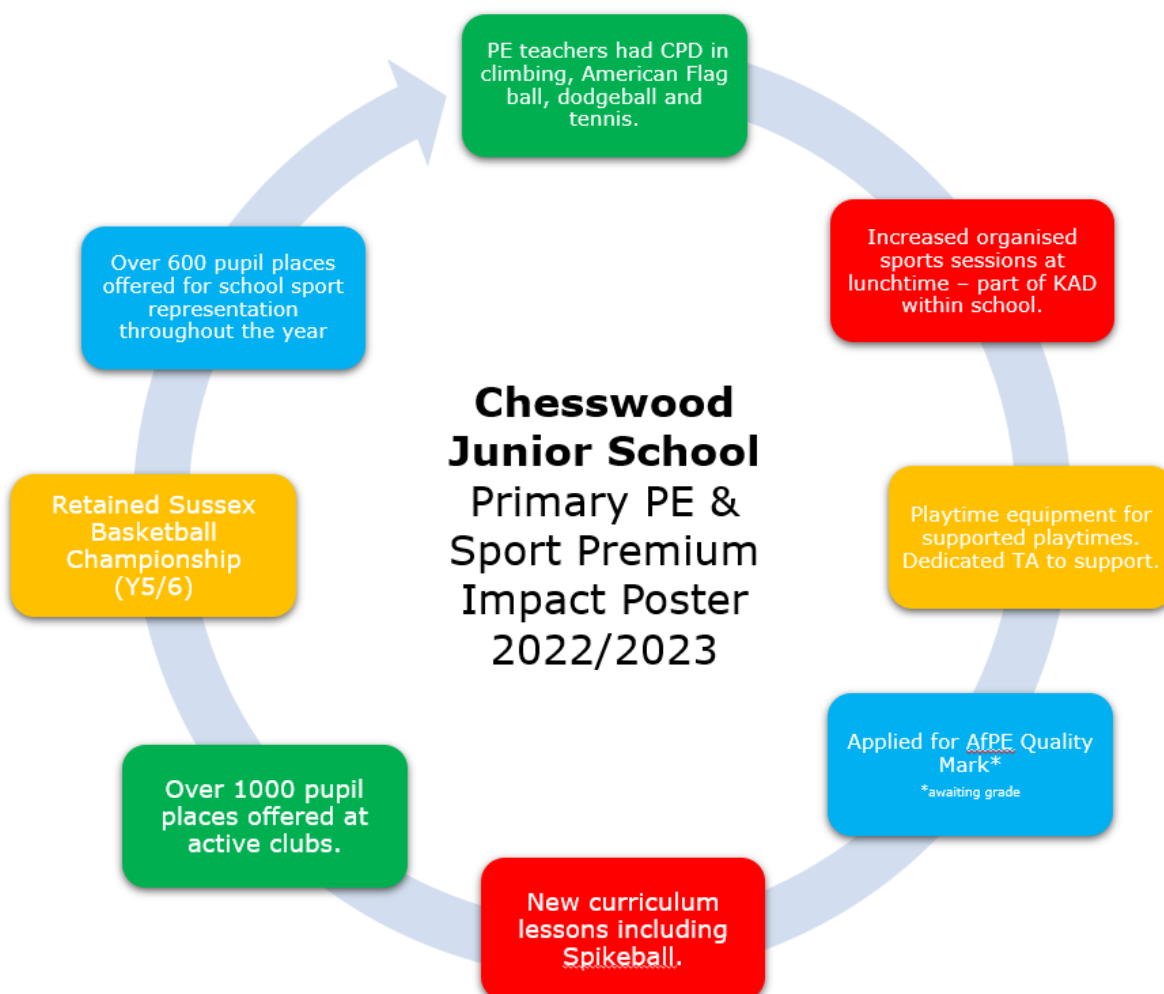 PE teachers had CPD in
climbing, American Flag
ball, dodgeball and
tennis.
Increased organised
sports sessions at
lunchtime – part of KAD
within school.
Playtime equipment for
supported playtimes.
Dedicated TA to support.
Applied for AfPE Quality
Mark*
*awaiting grade
New curriculum
lessons including
Spikeball.
Over 1000 pupil
places offered at
active clubs.
Retained Sussex
Basketball
Championship
(Y5/6)
Over 600 pupil places
offered for school sport
representation
throughout the year
Chesswood
Junior School
Primary PE &
Sport Premium
Impact Poster
2022/2023